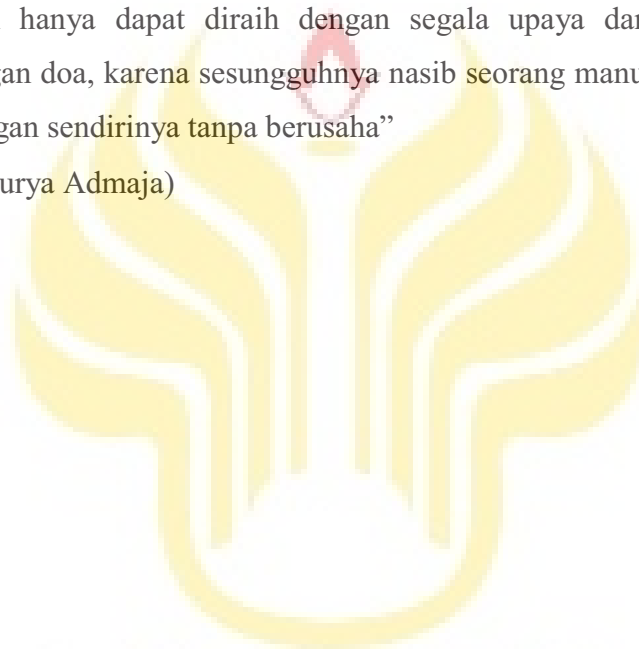 hanya dapat diraih dengan segala upaya dar
gan doa, karena sesungguhnya nasib seorang manu
gan sendirinya tanpa berusaha”
urya Admaja)